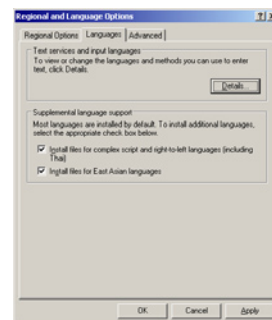 Regional and Language Options
Regional Options Languages Advanced
Text services and input languages
To view or change the languages and methods you can use to enter
text, click Details.
Details...
Supplemental language support
Most languages are installed by default. To install additional languages,
select the appropriate check box below.
Install files for complex script and right-to-left languages (including
Thai)
Install files for East Asian languages
OK Cancel Apply